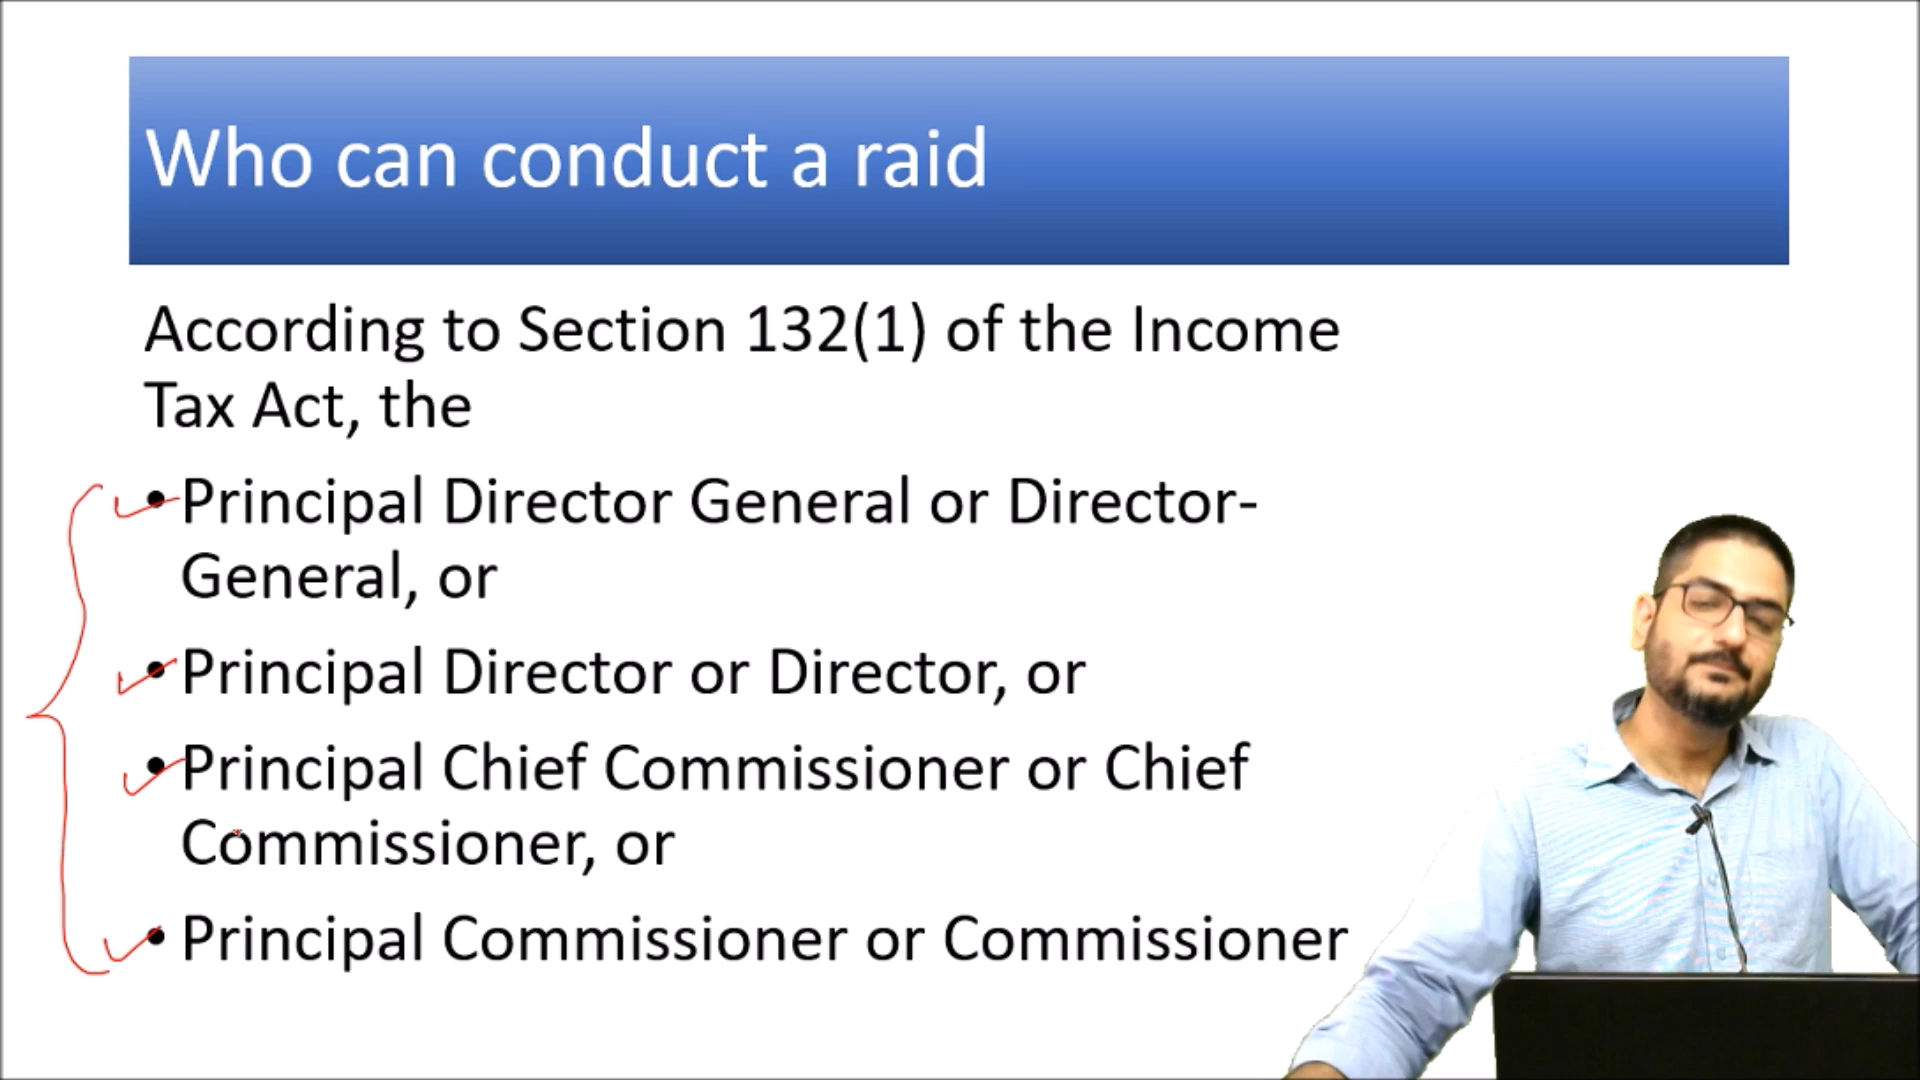 Who can conduct a raid
According to Section 132(1) of the Income
Tax Act, the
•Principal Director General or Director-
General, or
•Principal Director or Director, or
•Principal Chief Commissioner or Chief
Commissioner, or
•Principal Commissioner or Commissioner